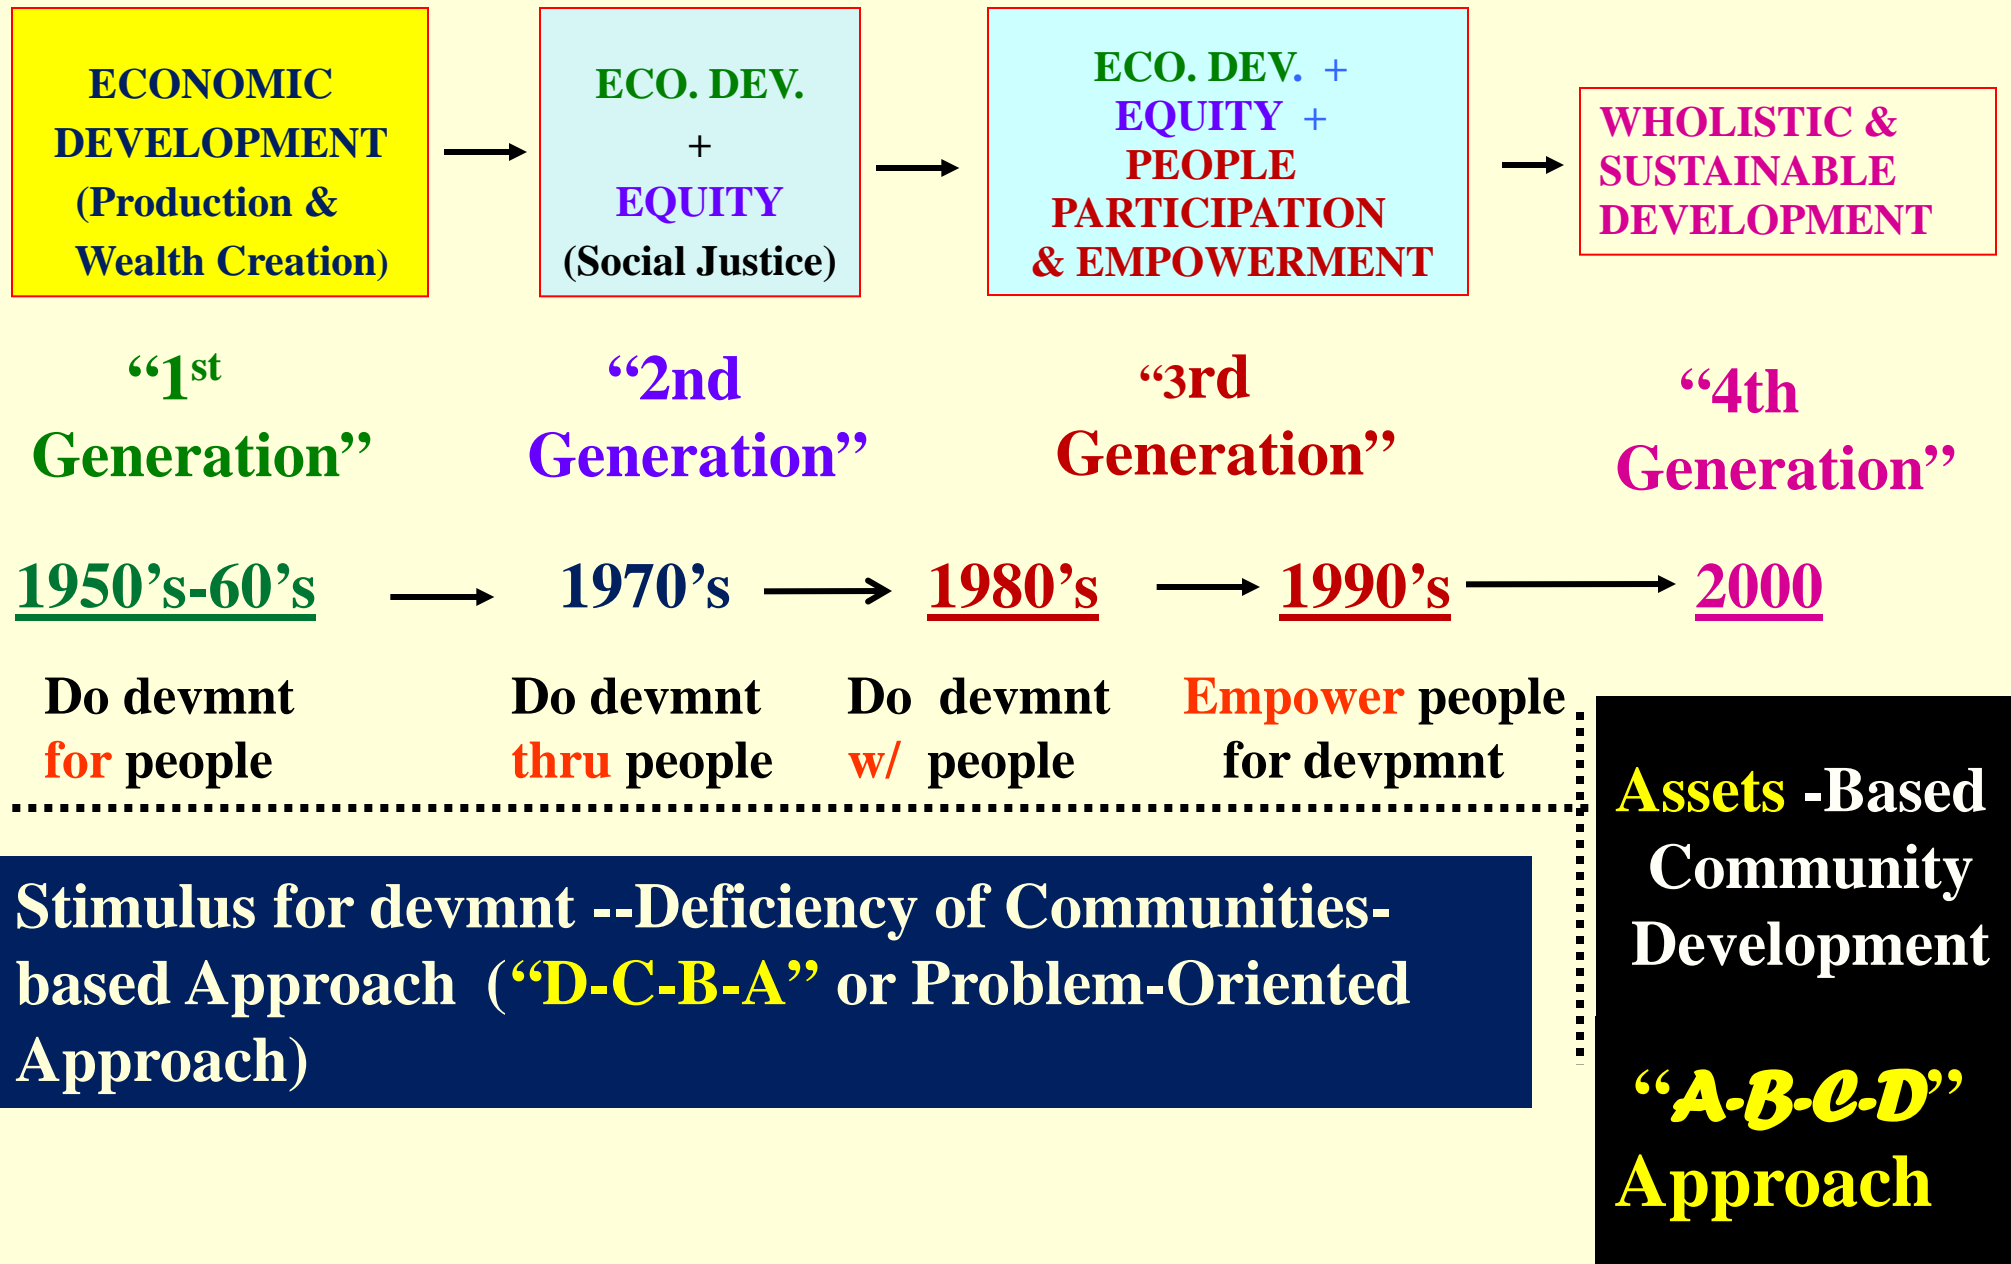 ECONOMIC
DEVELOPMENT
(Production &
Wealth Creation)
ECO. DEV.
+
EQUITY
(Social Justice)
ECO. DEV. +
EQUITY +
PEOPLE
PARTICIPATION
& EMPOWERMENT
WHOLISTIC &
SUSTAINABLE
DEVELOPMENT
“1st
Generation”
“2nd
Generation”
“3rd
Generation”
“4th
Generation”
1950’s-60’s
1970’s
1980’s
1990’s
2000
Do devmnt
for people
Do devmnt
thru people
Do devmnt
w/ people
Empower people
for devpmnt
Stimulus for devmnt --Deficiency of Communities-
based Approach (“D-C-B-A” or Problem-Oriented
Approach)
Assets -Based
Community
Development
“A-B-C-D”
Approach